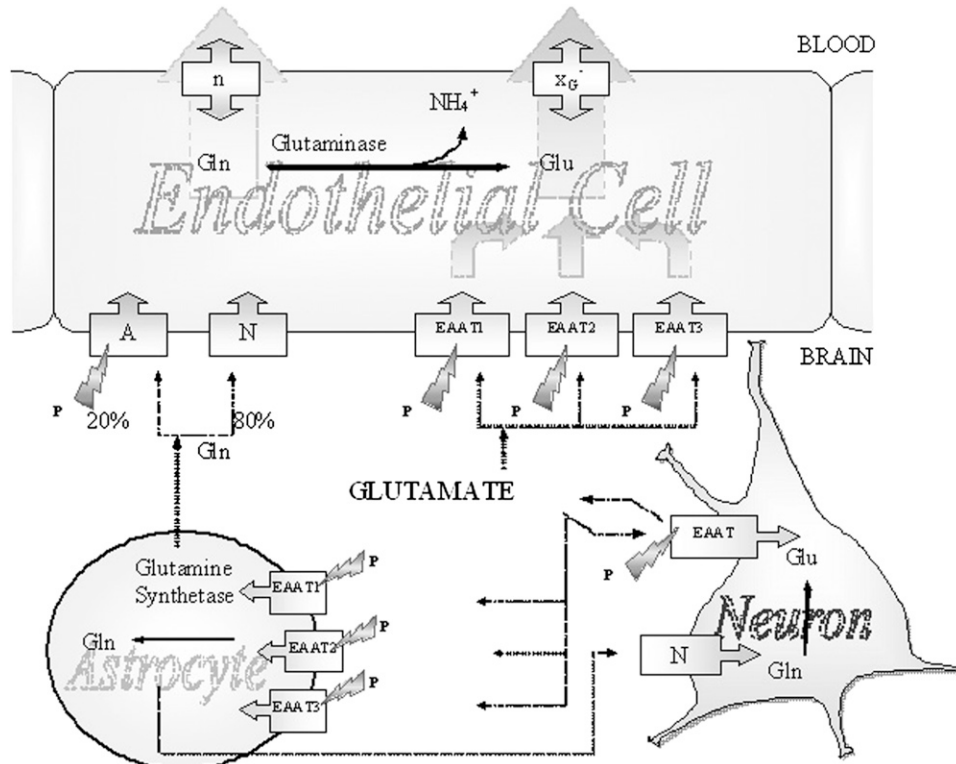 BLOOD
n
x_G-
NH₄⁺
Glutaminase
Gln
Glu
Endothelial Cell
A
N
EAAT1
EAAT2
EAAT3
BRAIN
P
20%
80%
P
P
P
Gln
GLUTAMATE
EAAT
P
Glu
Glutamine
Synthetase
EAAT1
P
Gln
EAAT2
P
Astrocyte
EAAT3
P
Neuron
N
Gln